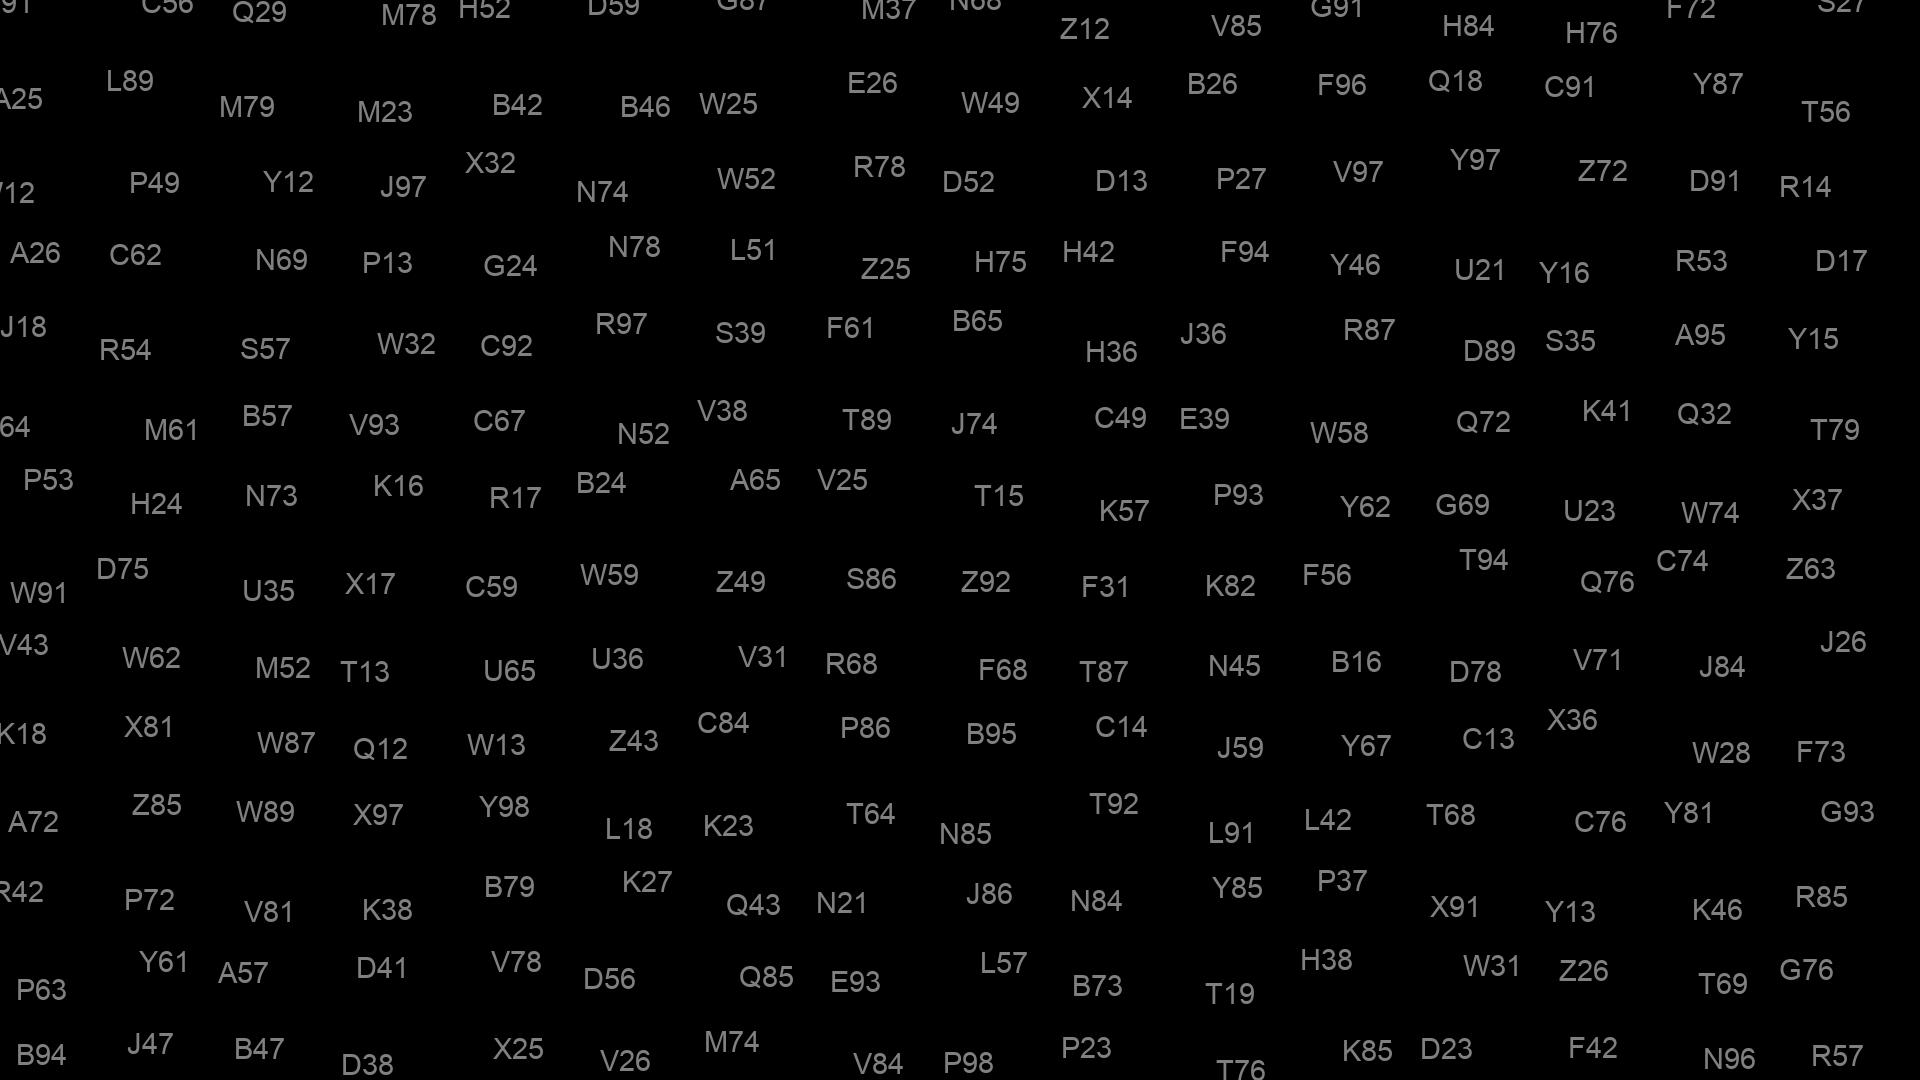 C56 Q29 M78 H52 D59 G87 M37 N68 Z12 V85 G91 H84 H76 F72 S27
A25 L89 M79 M23 B42 B46 W25 E26 W49 X14 B26 F96 Q18 C91 Y87 T56
P49 Y12 J97 X32 N74 W52 R78 D52 D13 P27 V97 Y97 Z72 D91 R14
A26 C62 N69 P13 G24 N78 L51 Z25 H75 H42 F94 Y46 U21 Y16 R53 D17
J18 R54 S57 W32 C92 R97 S39 F61 B65 H36 J36 R87 D89 S35 A95 Y15
64 M61 B57 V93 C67 N52 V38 T89 J74 C49 E39 W58 Q72 K41 Q32 T79
P53 H24 N73 K16 R17 B24 A65 V25 T15 K57 P93 Y62 G69 U23 W74 X37
W91 D75 U35 X17 C59 W59 Z49 S86 Z92 F31 K82 F56 T94 Q76 C74 Z63
V43 W62 M52 T13 U65 U36 V31 R68 F68 T87 N45 B16 D78 V71 J84 J26
K18 X81 W87 Q12 W13 Z43 C84 P86 B95 C14 J59 Y67 C13 X36 W28 F73
A72 Z85 W89 X97 Y98 L18 K23 T64 N85 T92 L91 L42 T68 C76 Y81 G93
R42 P72 V81 K38 B79 K27 Q43 N21 J86 N84 Y85 P37 X91 Y13 K46 R85
P63 Y61 A57 D41 V78 D56 Q85 E93 L57 B73 T19 H38 W31 Z26 T69 G76
B94 J47 B47 D38 X25 V26 M74 V84 P98 P23 T76 K85 D23 F42 N96 R57